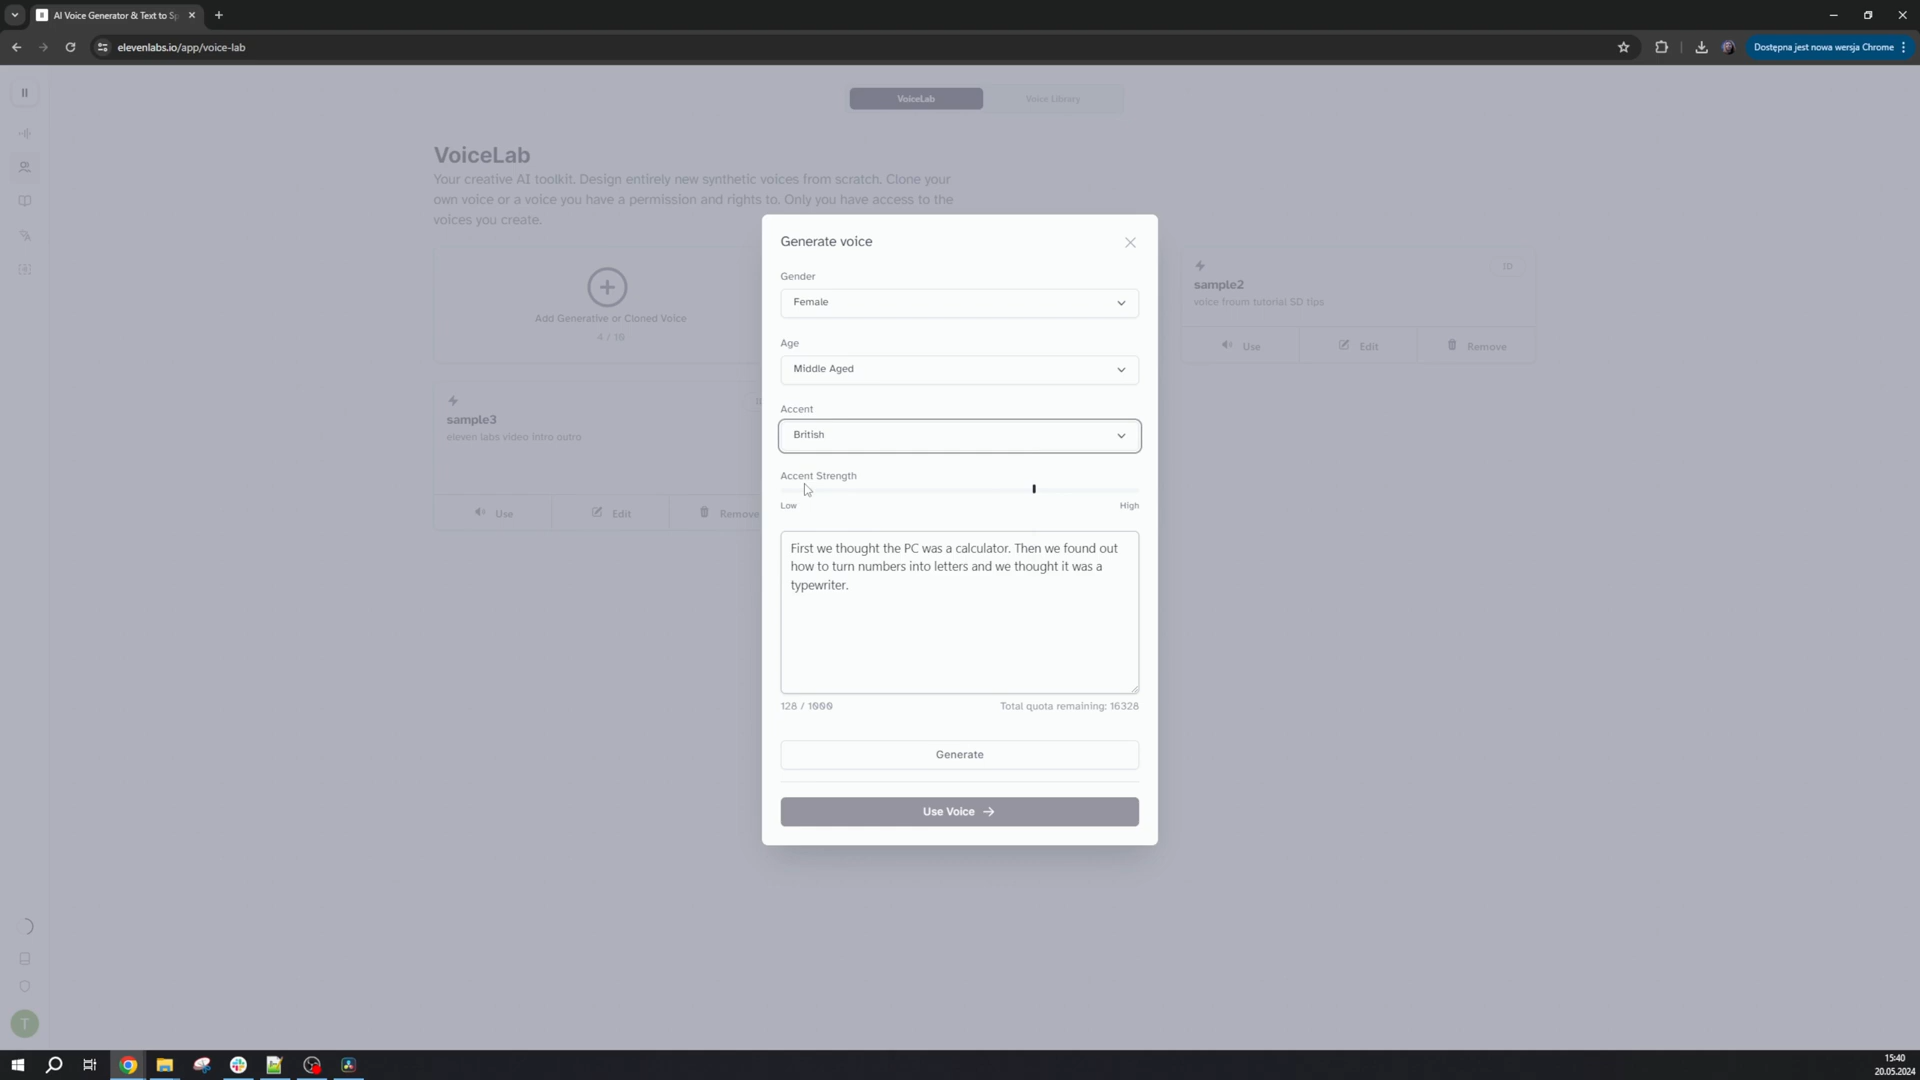 AI Voice Generator & Text to Sp
elevenlabs.io/app/voice-lab
Dostępna jest nowa wersja Chrome
VoiceLab
Voice Library
VoiceLab
Your creative AI toolkit. Design entirely new synthetic voices from scratch. Clone your
own voice or a voice you have a permission and rights to. Only you have access to the
voices you create.
Add Generative or Cloned Voice
4 / 10
ID
sample2
voice froum tutorial SD tips
Use
Edit
Remove
sample3
eleven labs video intro outro
Use
Edit
Remove
Generate voice
Gender
Female
Age
Middle Aged
Accent
British
Accent Strength
Low
High
First we thought the PC was a calculator. Then we found out
how to turn numbers into letters and we thought it was a
typewriter.
128 / 1000
Total quota remaining: 16328
Generate
Use Voice
T
15:40
20.05.2024